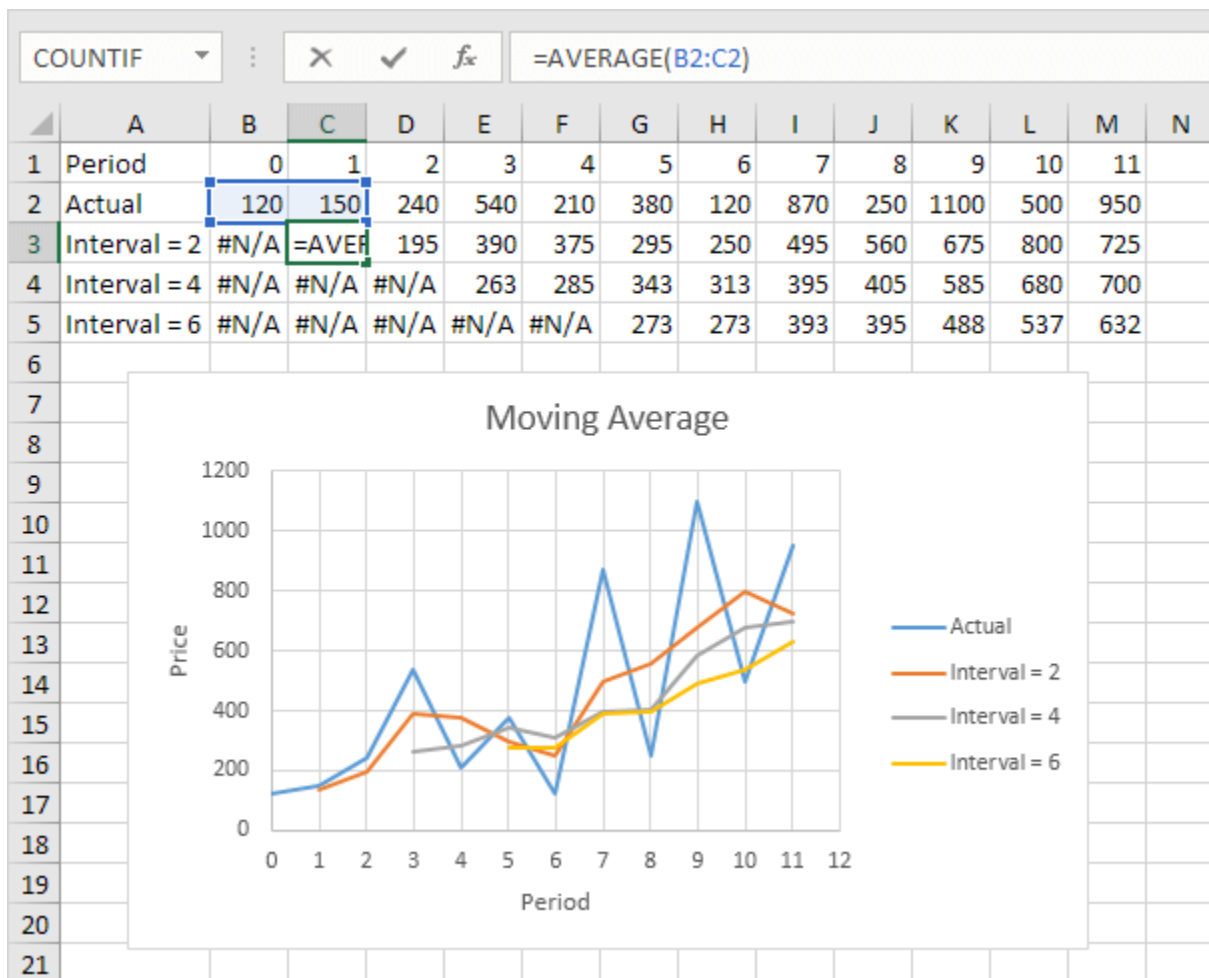 COUNTIF =AVERAGE(B2:C2)
A B C D E F G H I J K L M N
1 Period 0 1 2 3 4 5 6 7 8 9 10 11
2 Actual 120 150 240 540 210 380 120 870 250 1100 500 950
3 Interval = 2 #N/A =AVER 195 390 375 295 250 495 560 675 800 725
4 Interval = 4 #N/A #N/A #N/A 263 285 343 313 395 405 585 680 700
5 Interval = 6 #N/A #N/A #N/A #N/A #N/A 273 273 393 395 488 537 632
6
7
8
9
10
11
12
13
14
15
16
17
18
19
20
21
Moving Average
1200
1000
800
600
400
200
0
Price
0 1 2 3 4 5 6 7 8 9 10 11 12
Period
Actual
Interval = 2
Interval = 4
Interval = 6